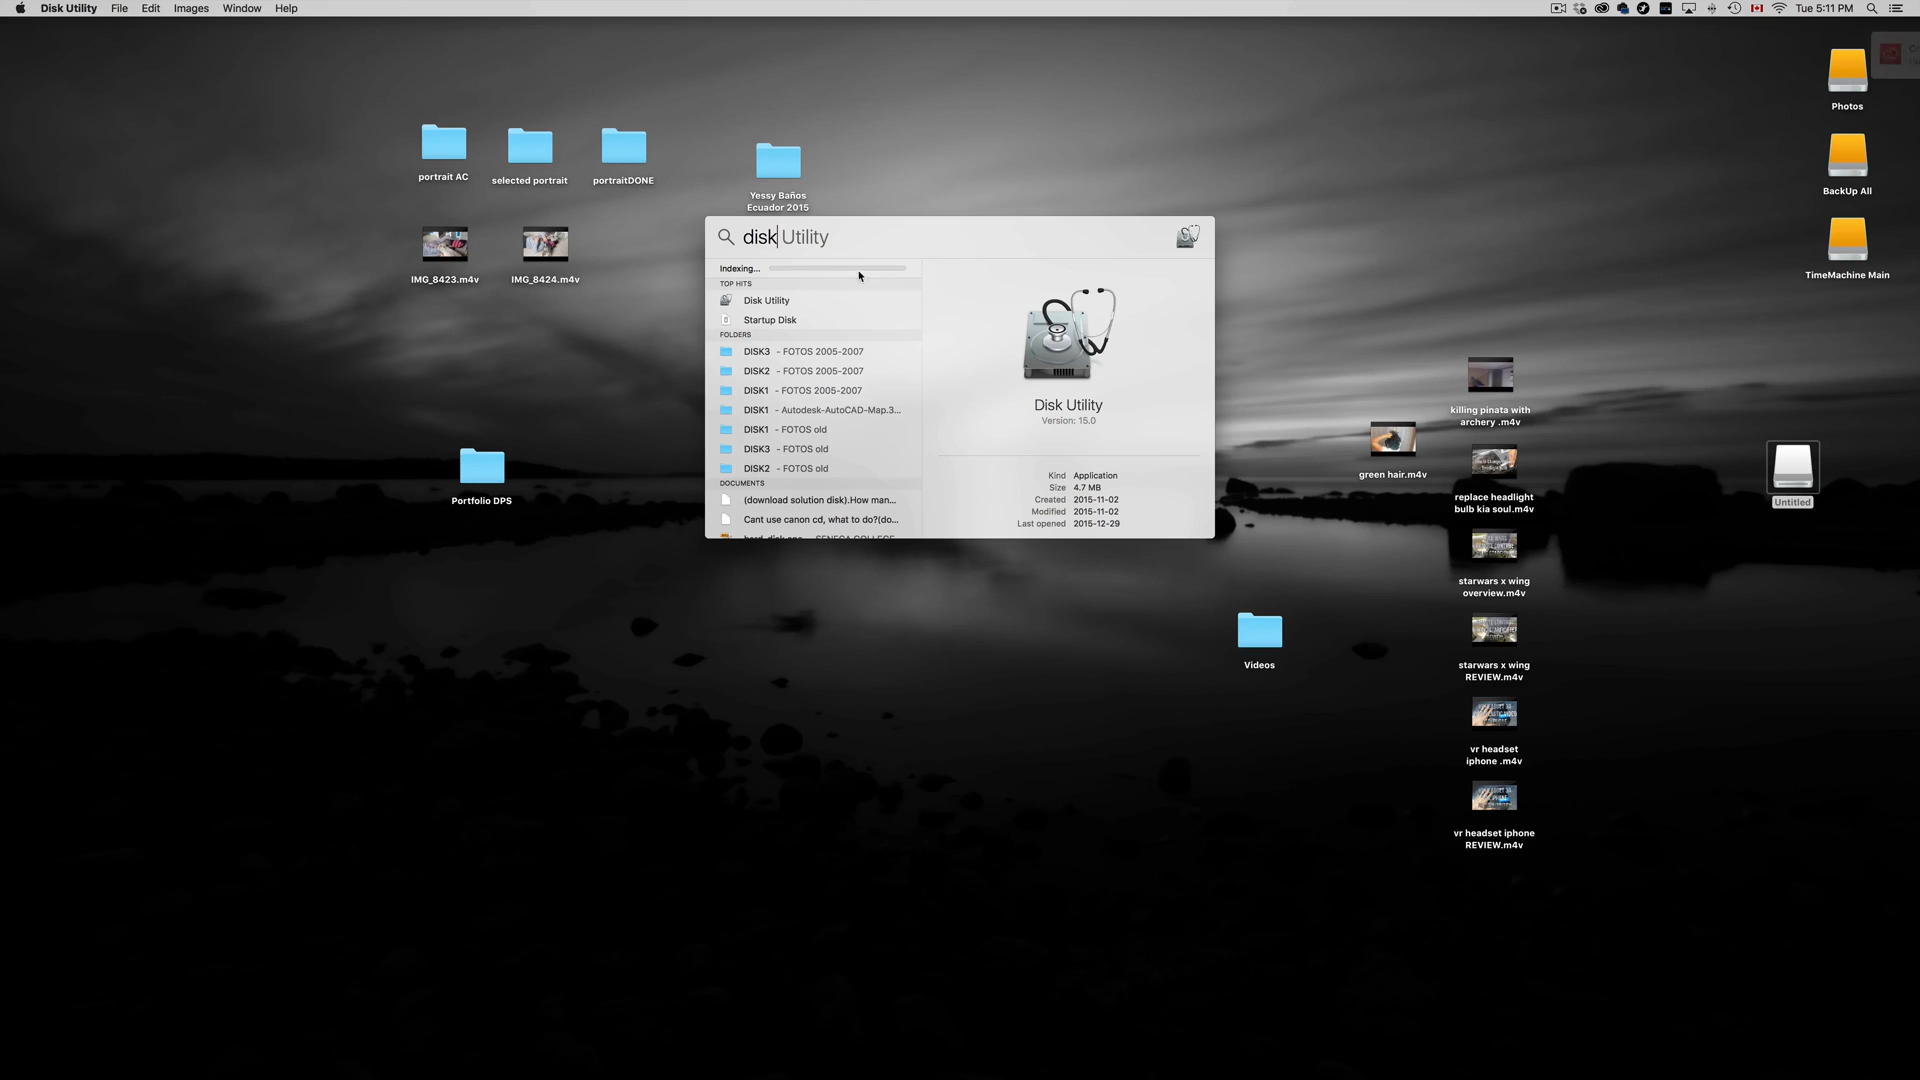 Disk Utility File Edit Images Window Help
Tue 5:11 PM
Photos
BackUp All
TimeMachine Main
portrait AC
selected portrait
portraitDONE
Yessy Baños
Ecuador 2015
IMG_8423.m4v
IMG_8424.m4v
disk Utility
Indexing...
TOP HITS
Disk Utility
Startup Disk
FOLDERS
DISK3 - FOTOS 2005-2007
DISK2 - FOTOS 2005-2007
DISK1 - FOTOS 2005-2007
DISK1 - Autodesk-AutoCAD-Map.3...
DISK1 - FOTOS old
DISK3 - FOTOS old
DISK2 - FOTOS old
DOCUMENTS
(download solution disk).How man...
Cant use canon cd, what to do?(do...
Disk Utility
Version: 15.0
Kind Application
Size 4.7 MB
Created 2015-11-02
Modified 2015-11-02
Last opened 2015-12-29
Portfolio DPS
killing pinata with
archery .m4v
green hair.m4v
replace headlight
bulb kia soul.m4v
Untitled
starwars x wing
overview.m4v
Videos
starwars x wing
REVIEW.m4v
vr headset
iphone .m4v
vr headset iphone
REVIEW.m4v